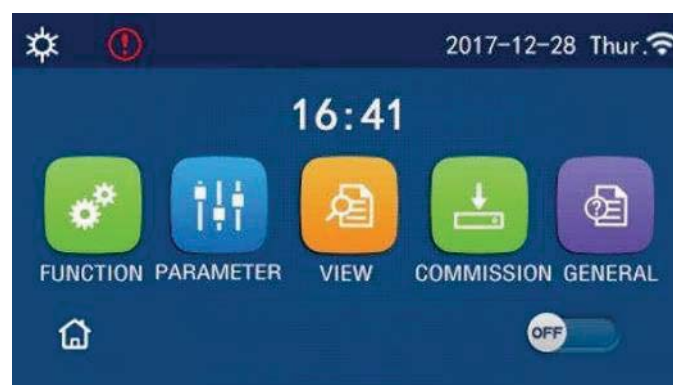 2017-12-28 Thur.
16:41
FUNCTION PARAMETER VIEW COMMISSION GENERAL
OFF